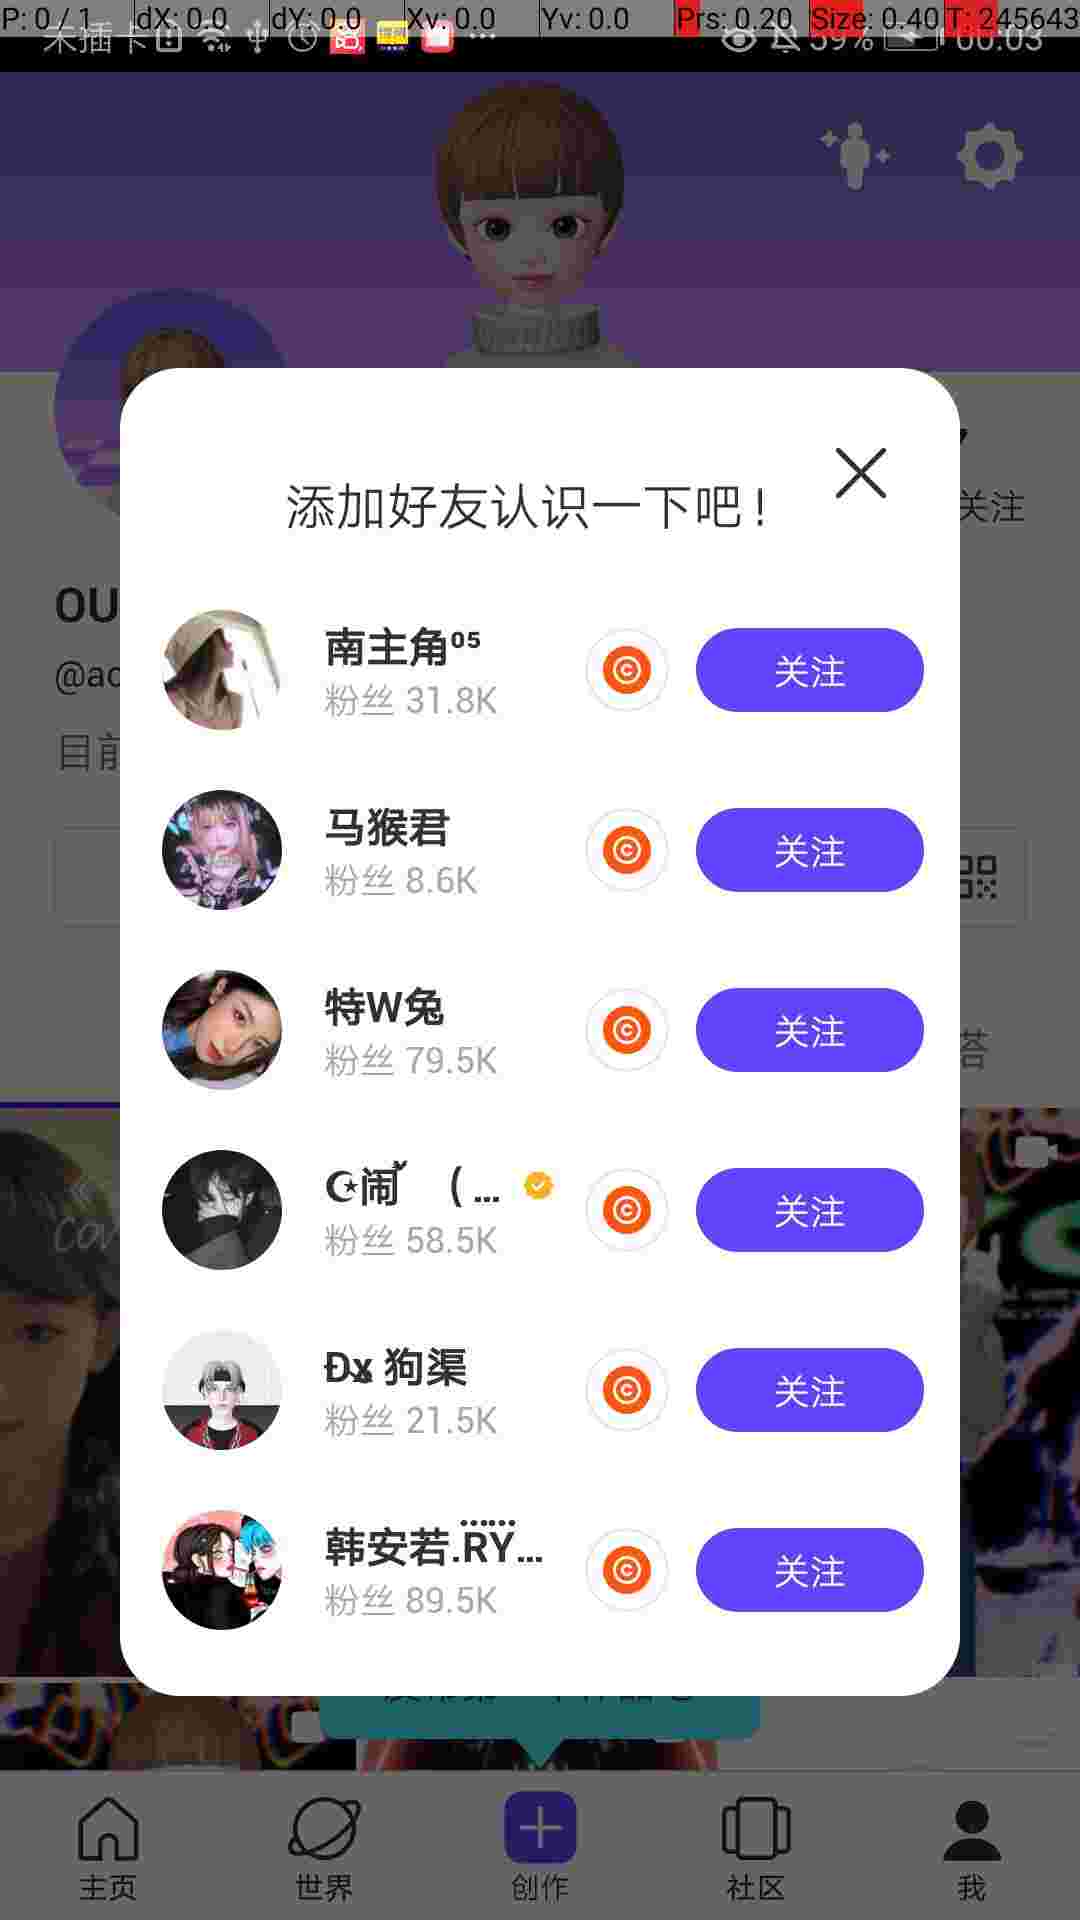 P: 0 / 1 dX: 0.0 dY: 0.0 Xv: 0.0 Yv: 0.0 Prs: 0.20 Size: 0.40 T: 245643
未插卡 59% 00:03
添加好友认识一下吧!
关注
OU
南主角⁰⁵
粉丝 31.8K
关注
@ac
目前
马猴君
粉丝 8.6K
关注
特W兔
粉丝 79.5K
关注
答
☪闹 ( ...
粉丝 58.5K
关注
Cov
Ðx 狗渠
粉丝 21.5K
关注
韩安若.RY...
粉丝 89.5K
关注
主页 世界 创作 社区 我